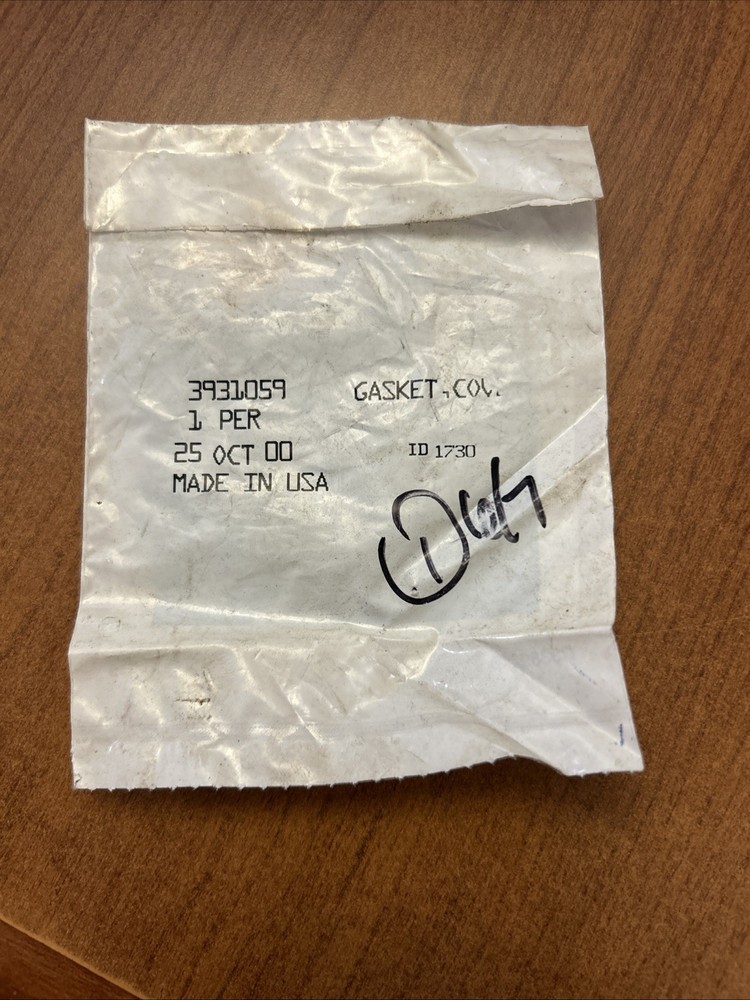 3931059 GASKET,COV.
1 PER
25 OCT 00 ID 1730
MADE IN USA